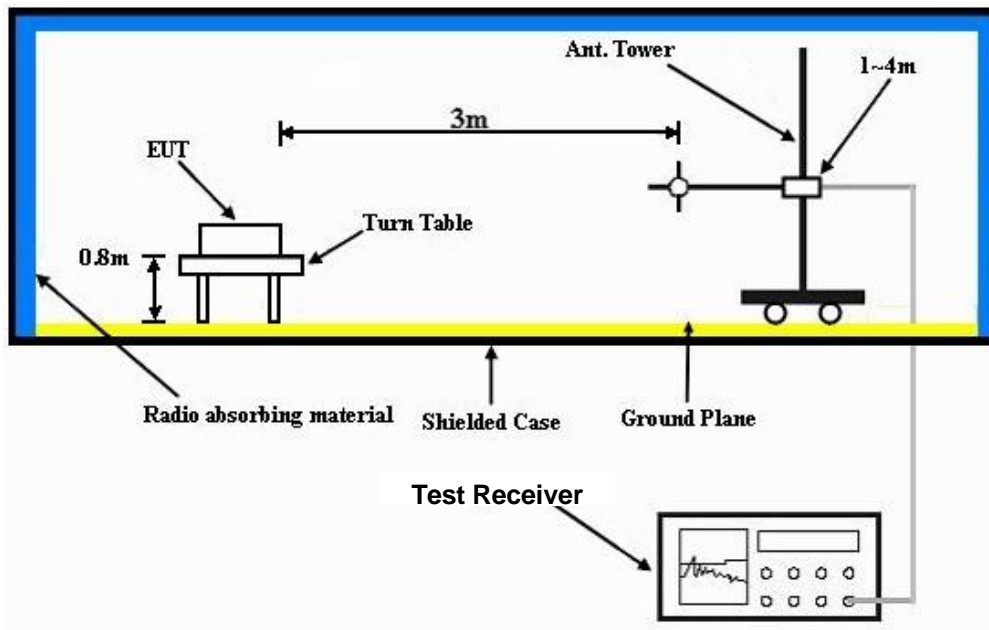 Ant. Tower
1~4m
3m
EUT
Turn Table
0.8m
Radio absorbing material
Shielded Case
Ground Plane
Test Receiver